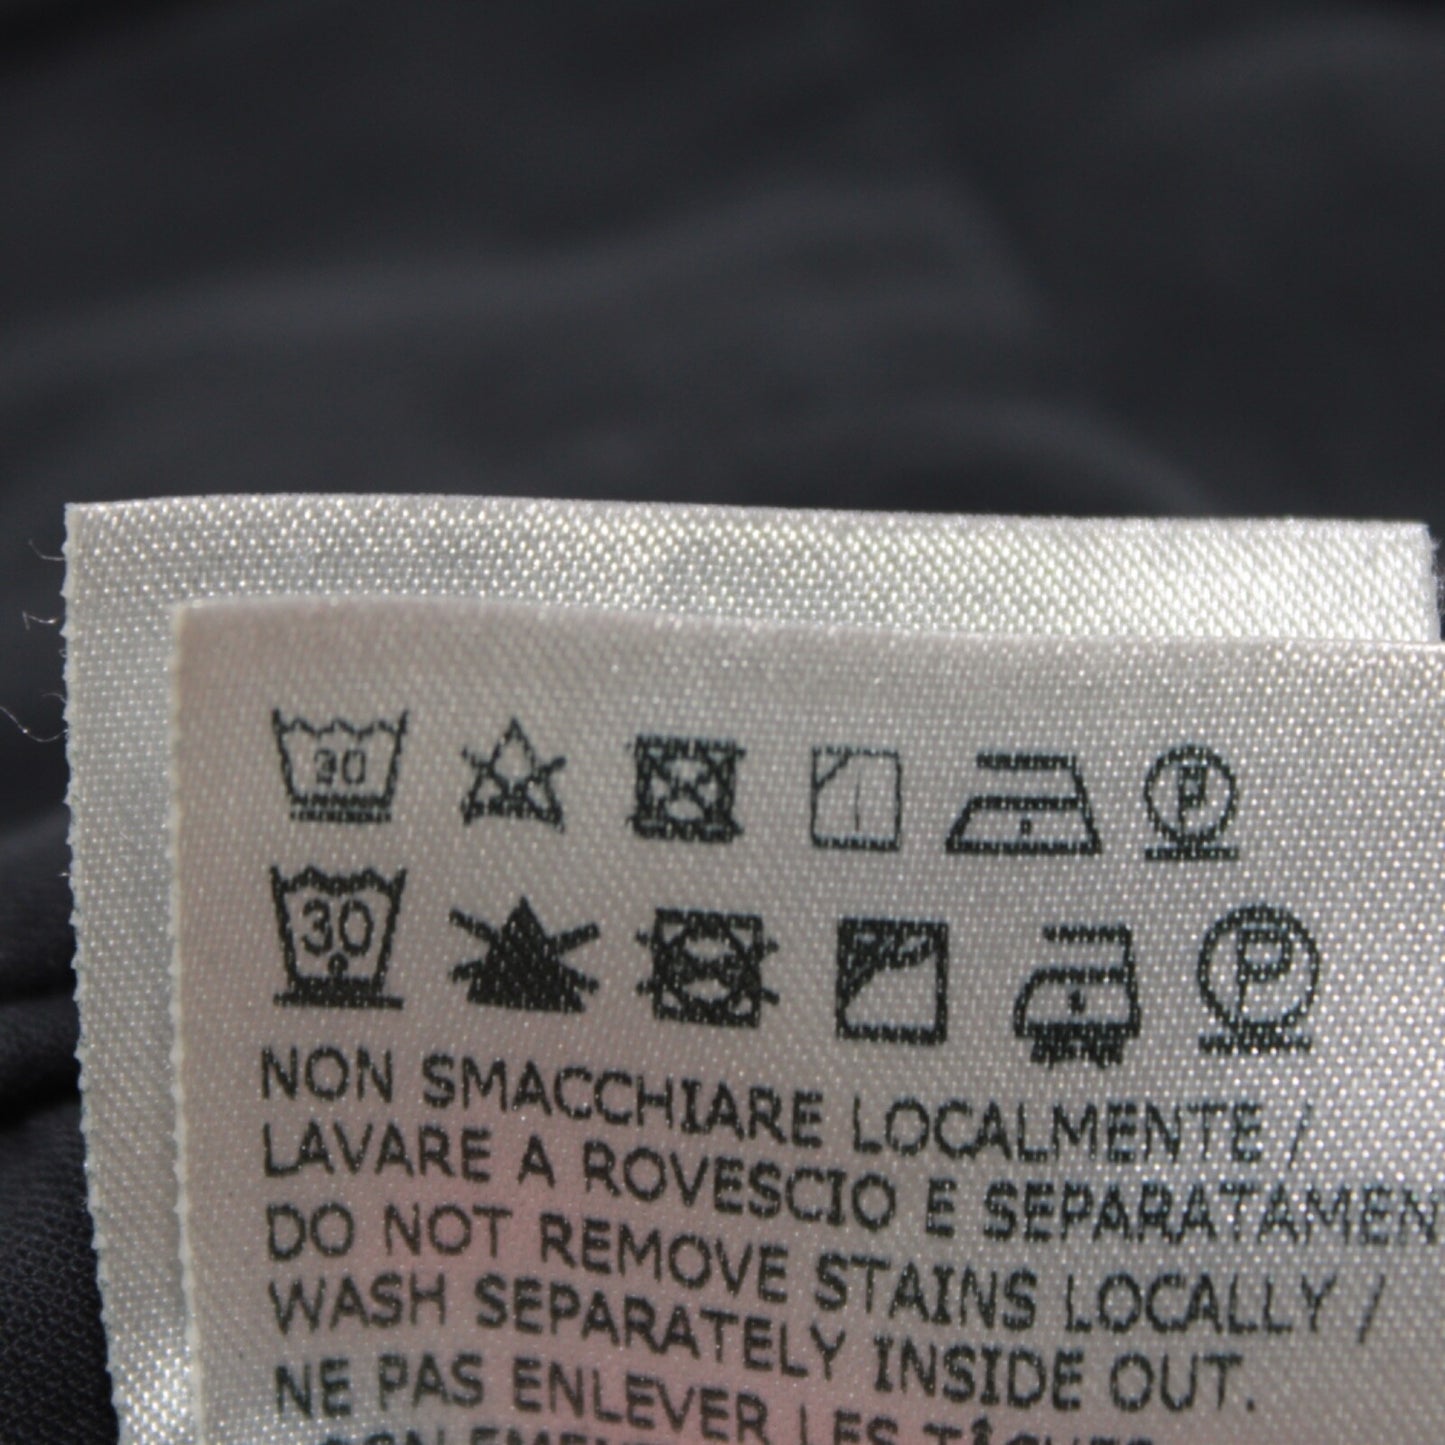 30 P
30 P
NON SMACCHIARE LOCALMENTE /
LAVARE A ROVESCIO E SEPARATAMEN
DO NOT REMOVE STAINS LOCALLY /
WASH SEPARATELY INSIDE OUT.
NE PAS ENLEVER LES TÂCHES